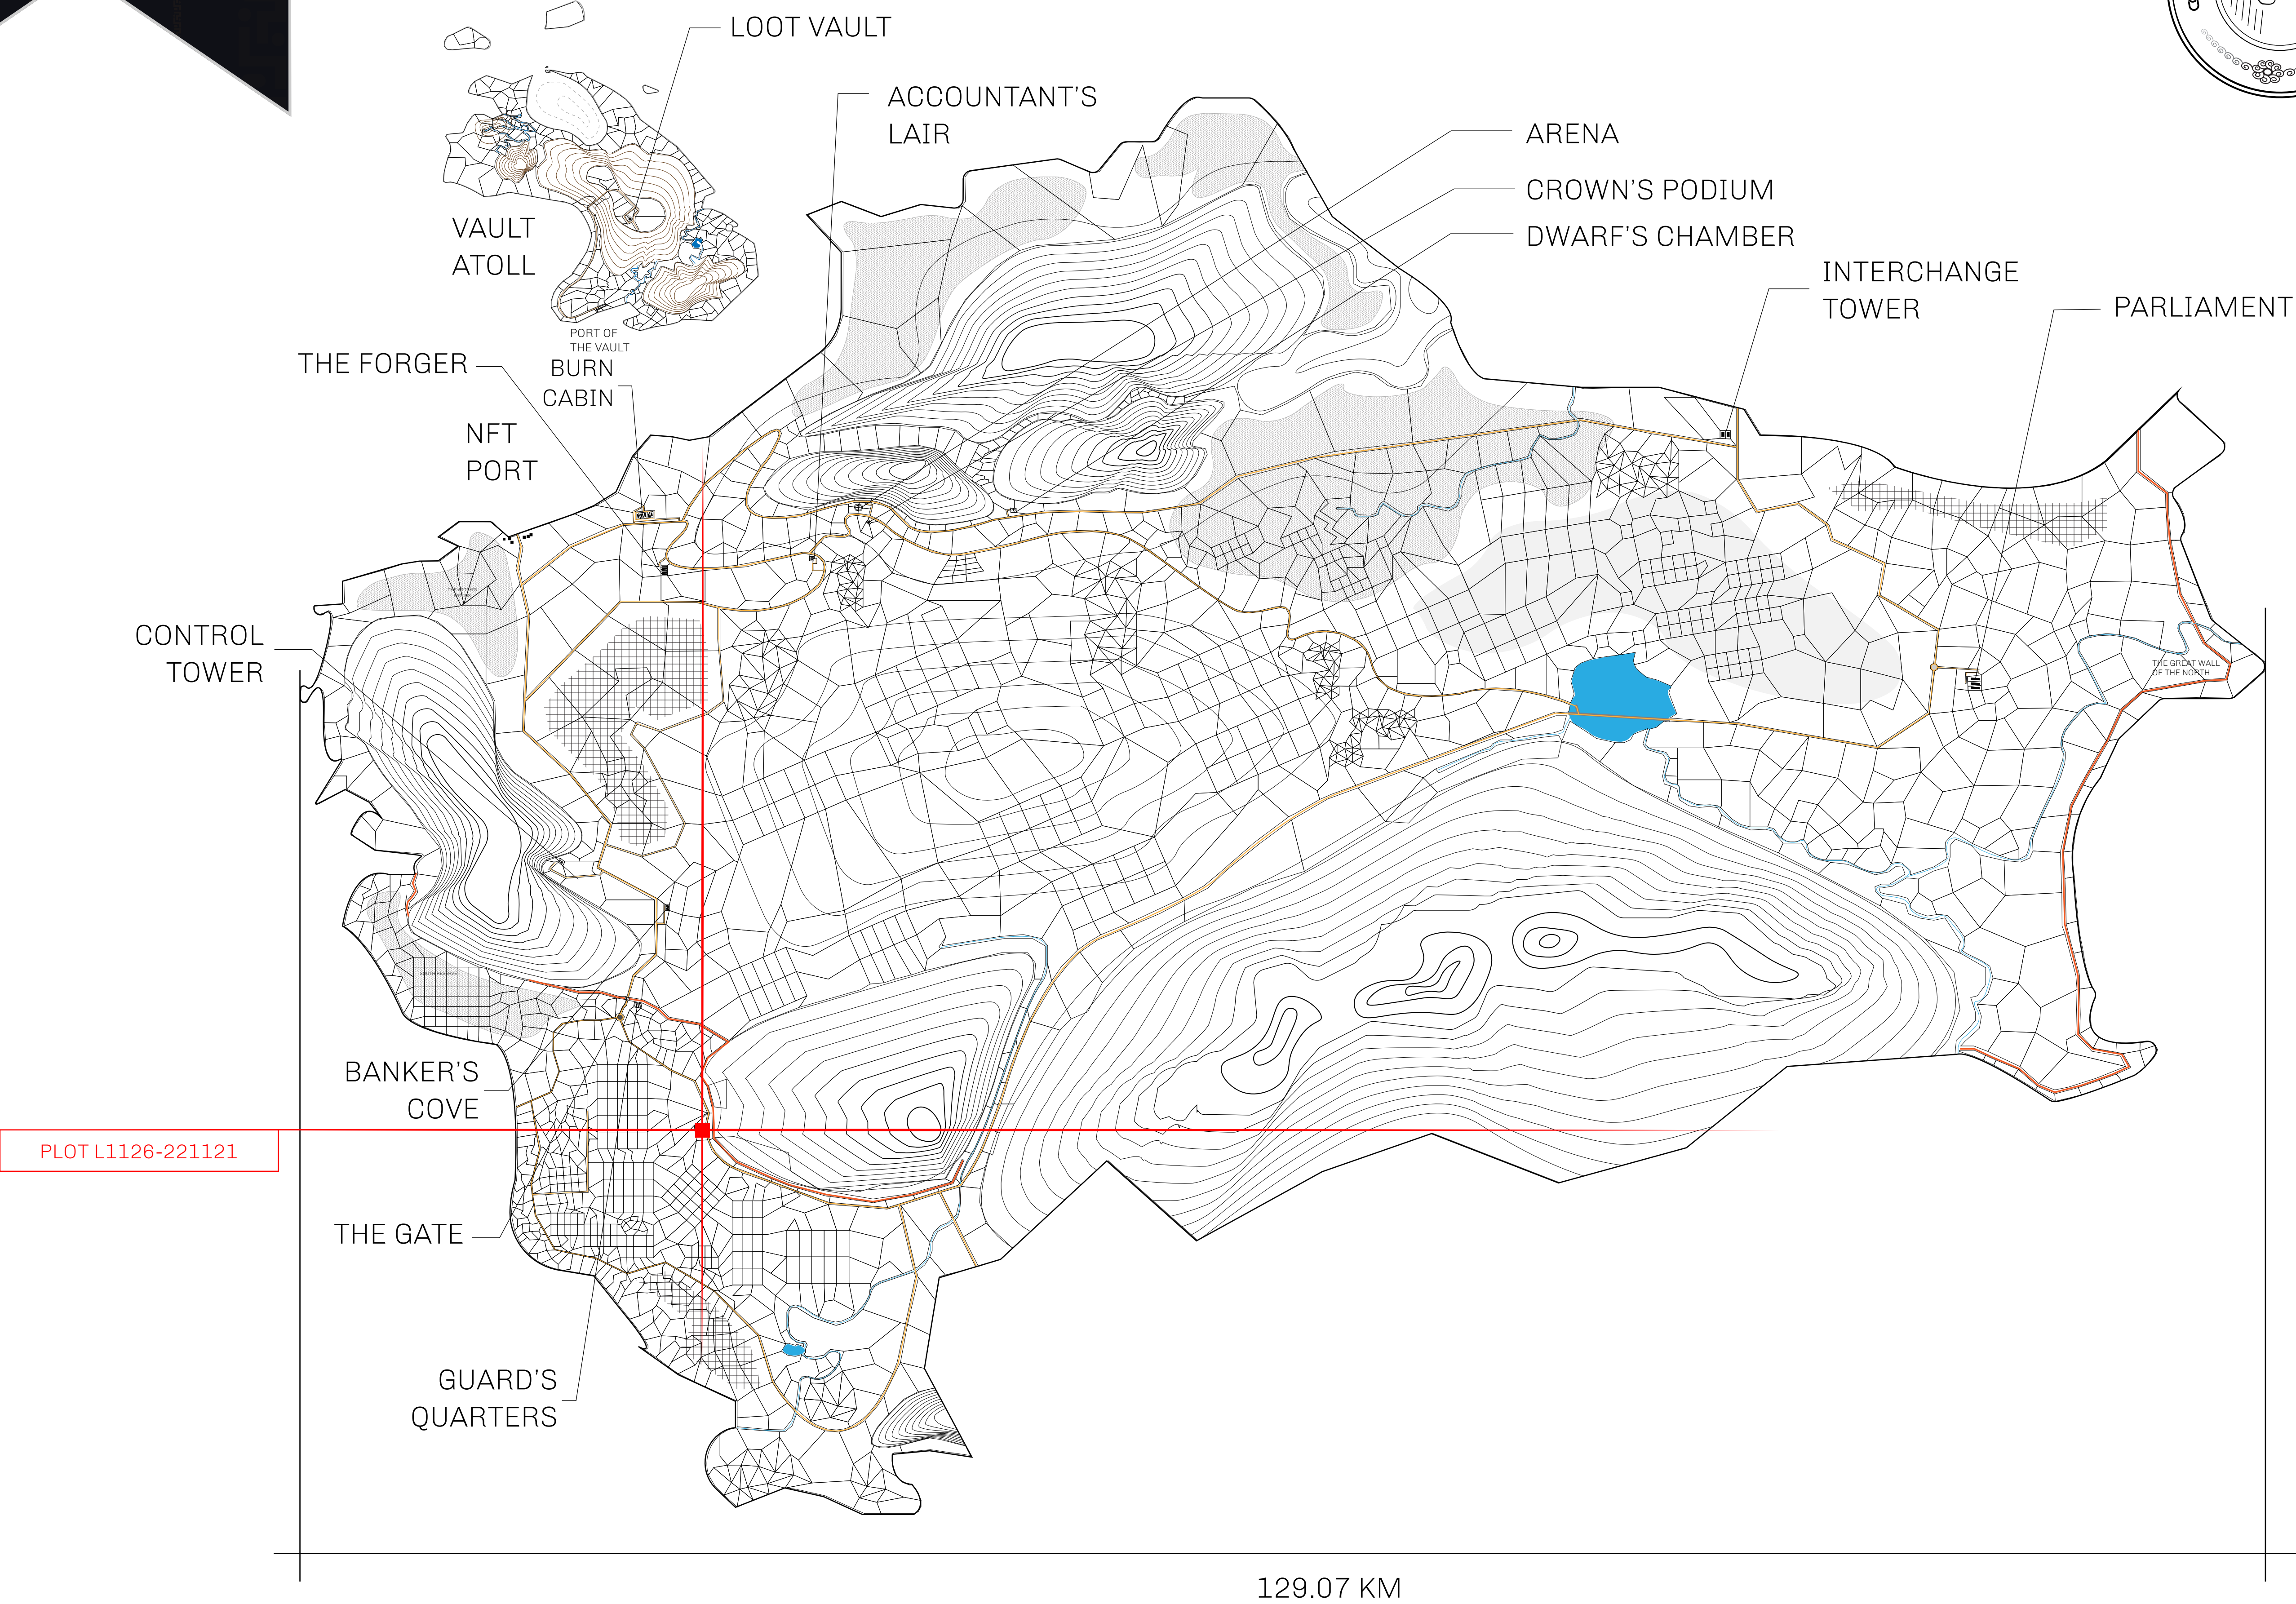 LOOT VAULT
ACCOUNTANT'S
LAIR
ARENA
CROWN'S PODIUM
DWARF'S CHAMBER
VAULT
ATOLL
INTERCHANGE
TOWER
PARLIAMENT
PORT OF
THE VAULT
THE FORGER
BURN
CABIN
NFT
PORT
CONTROL
TOWER
THE GREAT WALL
OF THE NORTH
SOUTH RESERVE
BANKER'S
COVE
PLOT L1126-221121
THE GATE
GUARD'S
QUARTERS
129.07 KM